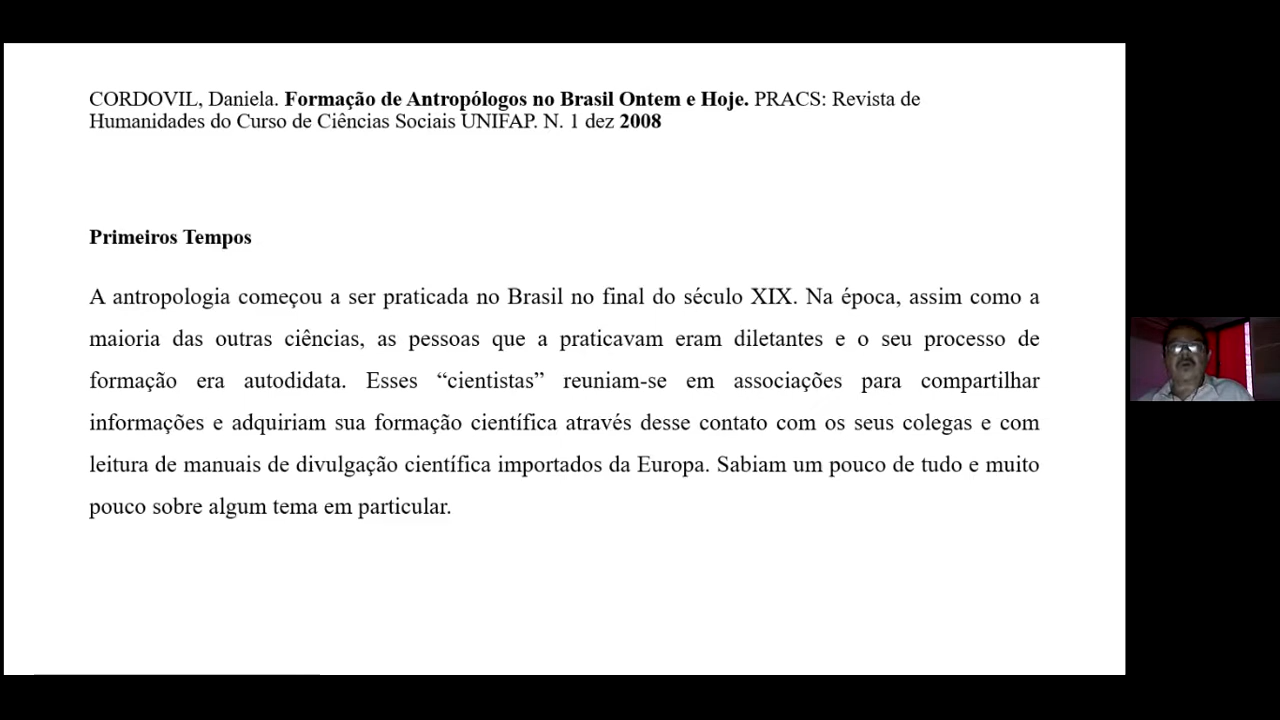 CORDOVIL, Daniela. Formação de Antropólogos no Brasil Ontem e Hoje. PRACS: Revista de
Humanidades do Curso de Ciências Sociais UNIFAP. N. 1 dez 2008
Primeiros Tempos
A antropologia começou a ser praticada no Brasil no final do século XIX. Na época, assim como a
maioria das outras ciências, as pessoas que a praticavam eram diletantes e o seu processo de
formação era autodidata. Esses “cientistas” reuniam-se em associações para compartilhar
informações e adquiriam sua formação científica através desse contato com os seus colegas e com
leitura de manuais de divulgação científica importados da Europa. Sabiam um pouco de tudo e muito
pouco sobre algum tema em particular.